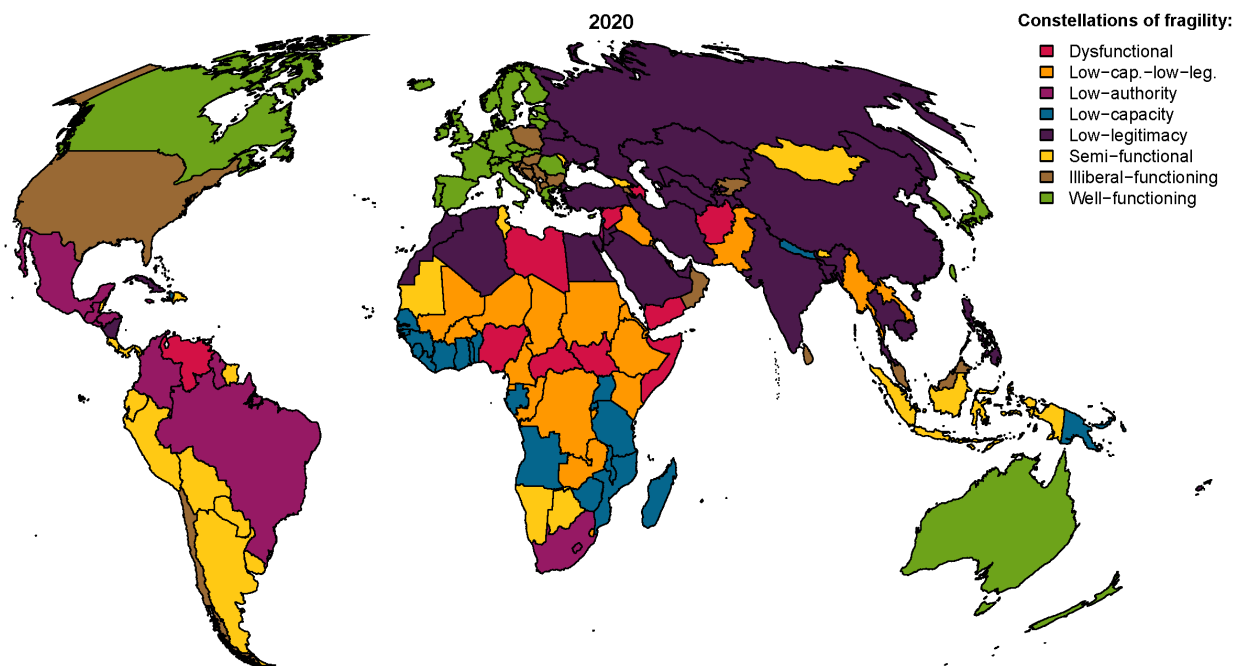 2020
Constellations of fragility:
Dysfunctional
Low−cap.−low−leg.
Low−authority
Low−capacity
Low−legitimacy
Semi−functional
Illiberal−functioning
Well−functioning